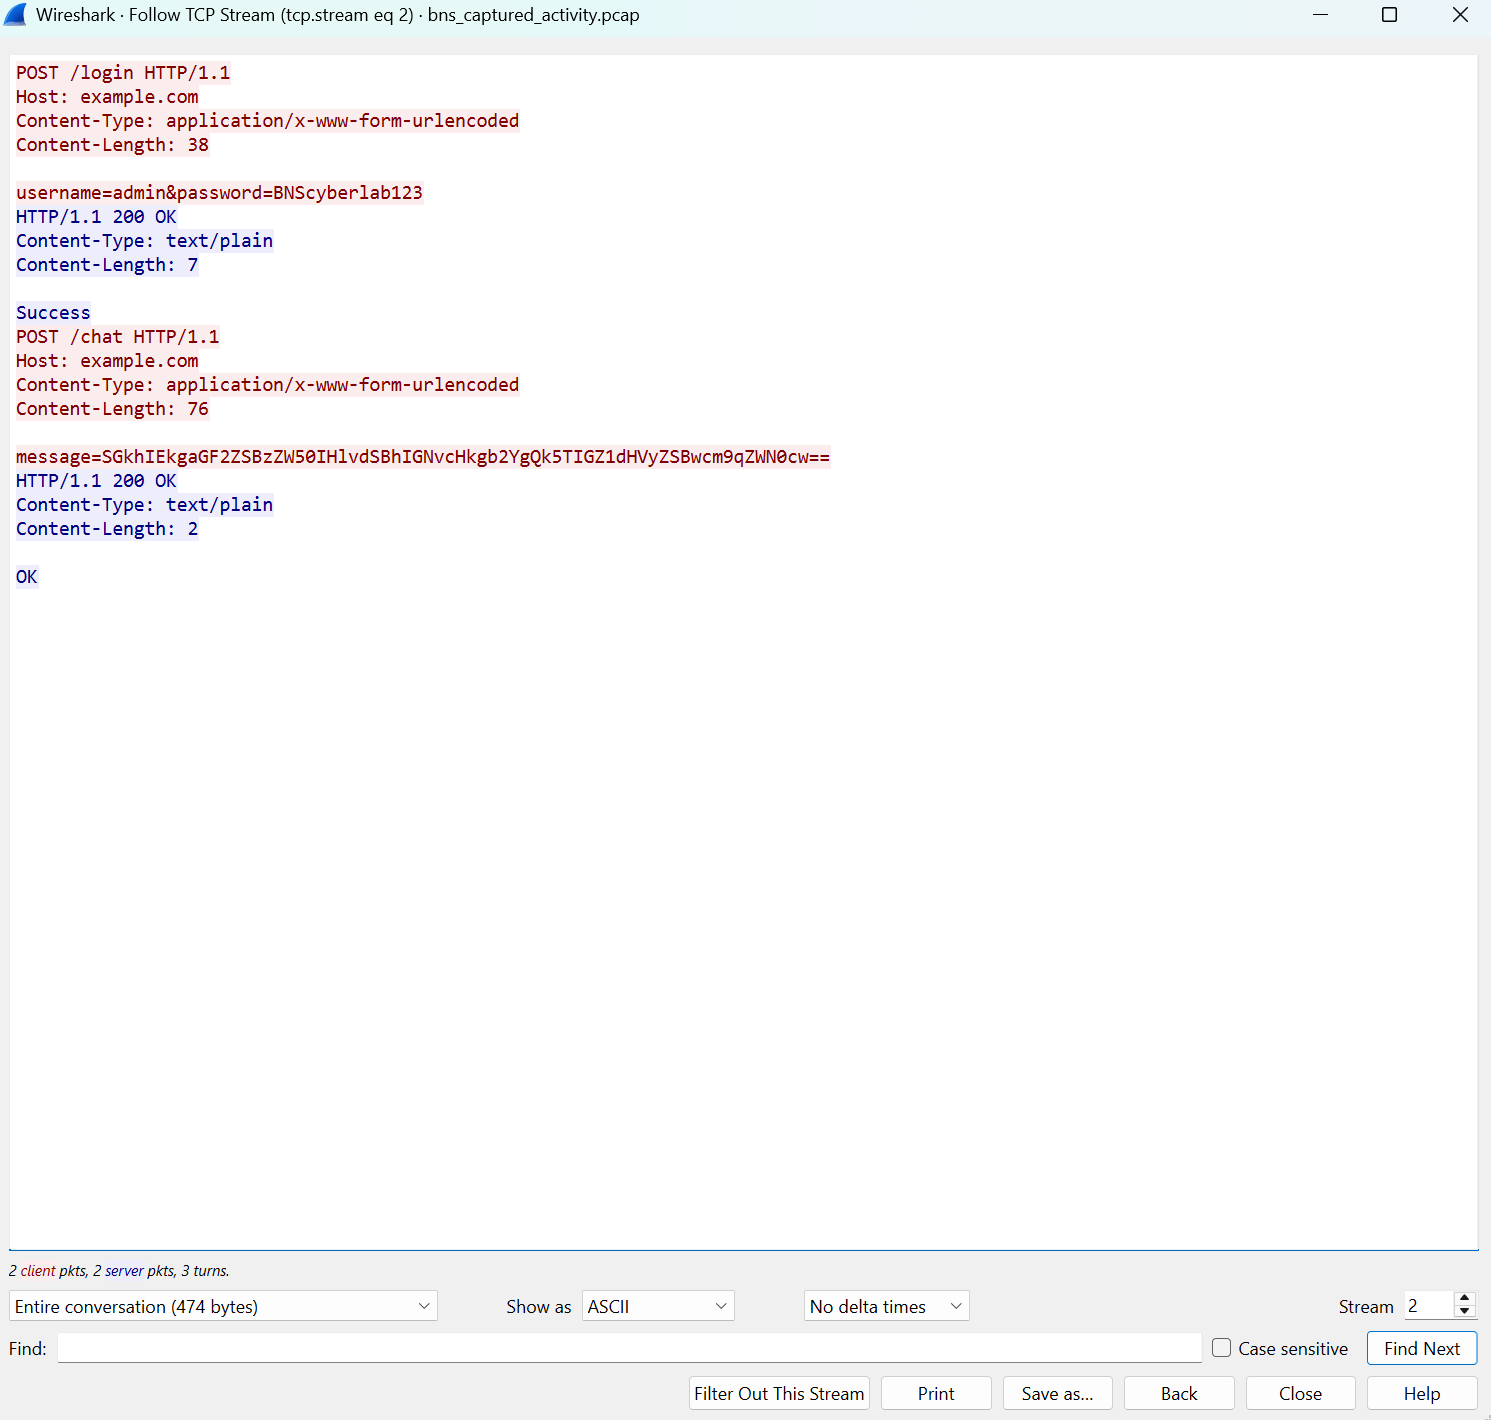 Wireshark · Follow TCP Stream (tcp.stream eq 2) · bns_captured_activity.pcap
POST /login HTTP/1.1
Host: example.com
Content-Type: application/x-www-form-urlencoded
Content-Length: 38
username=admin&password=BNScyberlab123
HTTP/1.1 200 OK
Content-Type: text/plain
Content-Length: 7
Success
POST /chat HTTP/1.1
Host: example.com
Content-Type: application/x-www-form-urlencoded
Content-Length: 76
message=SGkhIEkgaGF2ZSBzZW50IHlvdSBhIGNvcHkgb2YgQk5TIGZ1dHVyZSBwcm9qZWN0cw==
HTTP/1.1 200 OK
Content-Type: text/plain
Content-Length: 2
OK
2 client pkts, 2 server pkts, 3 turns.
Entire conversation (474 bytes) Show as ASCII No delta times Stream 2
Find: Case sensitive Find Next
Filter Out This Stream Print Save as... Back Close Help